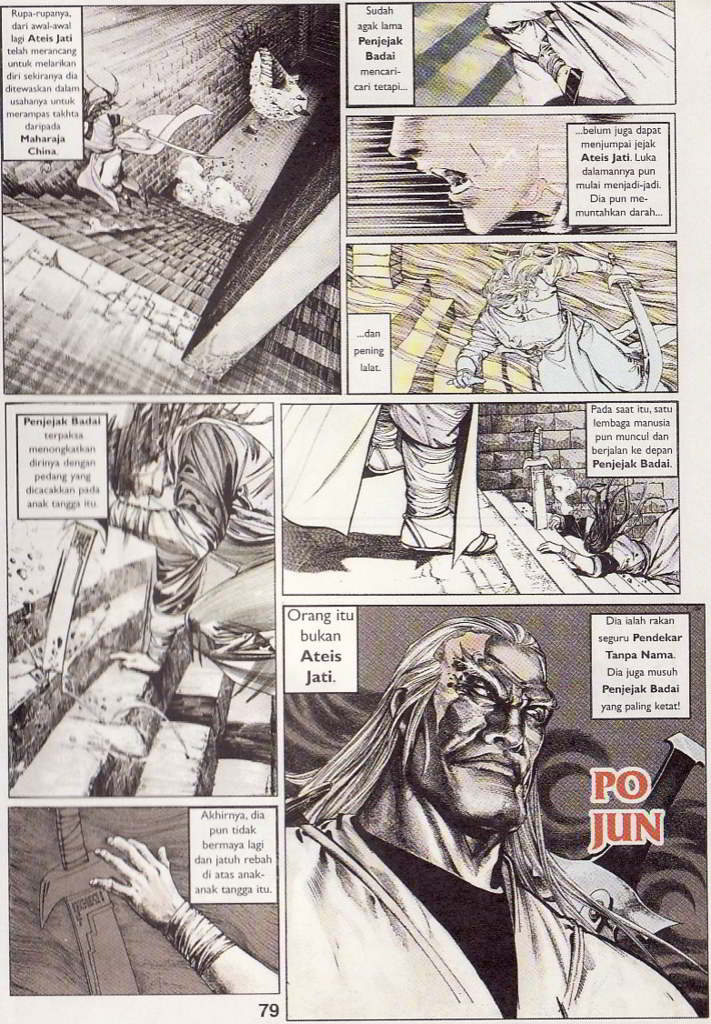 Rupa-rupanya,
dari awal-awal
lagi Ateis Jati
telah merancang
untuk melarikan
diri sekiranya dia
ditewaskan dalam
usahanya untuk
merampas takhta
daripada
Maharaja
China.
Sudah
agak lama
Penjejak
Badai
mencari-
cari tetapi...
...belum juga dapat
menjumpai jejak
Ateis Jati. Luka
dalamannya pun
mulai menjadi-jadi.
Dia pun me-
muntahkan darah...
...dan
pening
lalat.
Penjejak Badai
terpaksa
menongkatkan
dirinya dengan
pedang yang
dicacakkan pada
anak tangga itu.
Akhirnya, dia
pun tidak
bermaya lagi
dan jatuh rebah
di atas anak-
anak tangga itu.
Pada saat itu, satu
lembaga manusia
pun muncul dan
berjalan ke depan
Penjejak Badai.
Orang itu
bukan
Ateis
Jati.
Dia ialah rakan
seguru Pendekar
Tanpa Nama.
Dia juga musuh
Penjejak Badai
yang paling ketat!
PO
JUN
79